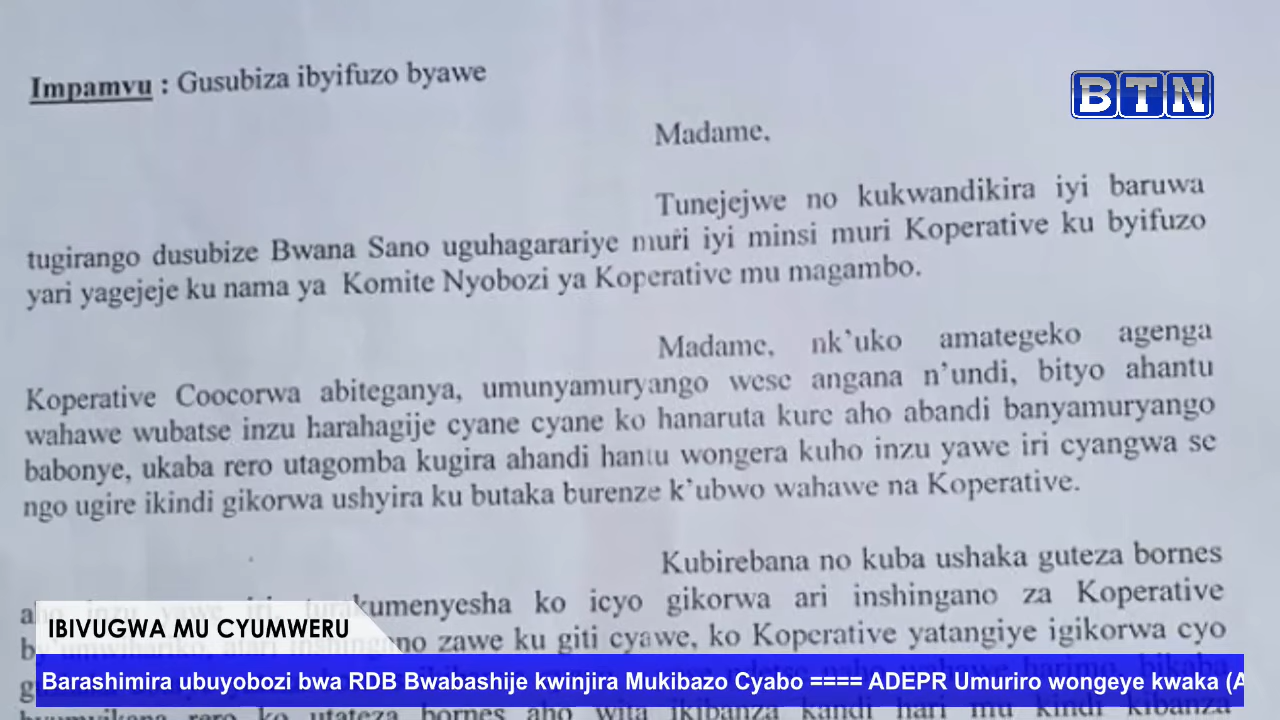 Impamvu : Gusubiza ibyifuzo byawe
BTN
Madame,
Tunejejwe no kukwandikira iyi baruwa
tugirango dusubize Bwana Sano uguhagarariye muri iyi minsi muri Koperative ku byifuzo
yari yagejeje ku nama ya Komite Nyobozi ya Koperative mu magambo.
Madame, nk’uko amategeko agenga
Koperative Coocorwa abiteganya, umunyamuryango wese angana n’undi, bityo ahantu
wahawe wubatse inzu harahagije cyane cyane ko hanaruta kure aho abandi banyamuryango
babonye, ukaba rero utagomba kugira ahandi hantu wongera kuho inzu yawe iri cyangwa se
ngo ugire ikindi gikorwa ushyira ku butaka burenze k’ubwo wahawe na Koperative.
Kubirebana no kuba ushaka guteza bornes
aho inzu yawe iri, turakumenyesha ko icyo gikorwa ari inshingano za Koperative
zawe ku giti cyawe, ko Koperative yatangiye igikorwa cyo
IBIVUGWA MU CYUMWERU
Barashimira ubuyobozi bwa RDB Bwabashije kwinjira Mukibazo Cyabo ==== ADEPR Umuriro wongeye kwaka (A
rero ko utateza bornes aho wita ikibanza kandi hari mu kindi kibanza